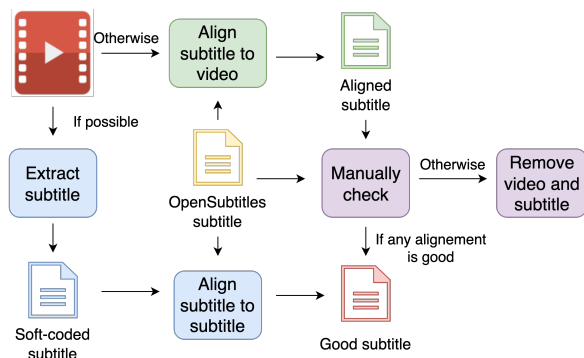 Otherwise
Align
subtitle to
video
Aligned
subtitle
If possible
Extract
subtitle
OpenSubtitles
subtitle
Manually
check
Otherwise
Remove
video and
subtitle
If any alignement
is good
Soft-coded
subtitle
Align
subtitle to
subtitle
Good subtitle